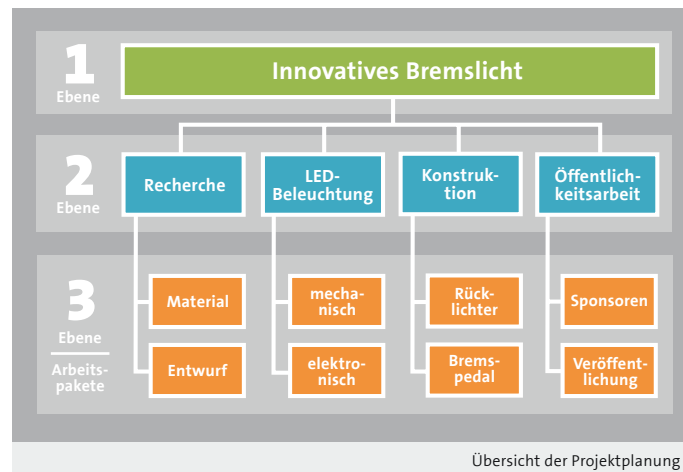 1
Ebene
Innovatives Bremslicht
2
Ebene
Recherche
LED-
Beleuchtung
Konstruk-
tion
Öffentlich-
keitsarbeit
3
Ebene
Arbeits-
pakete
Material
mecha-
nisch
Rück-
lichter
Sponsoren
Entwurf
elektro-
nisch
Brems-
pedal
Veröffent-
lichung
Übersicht der Projektplanung